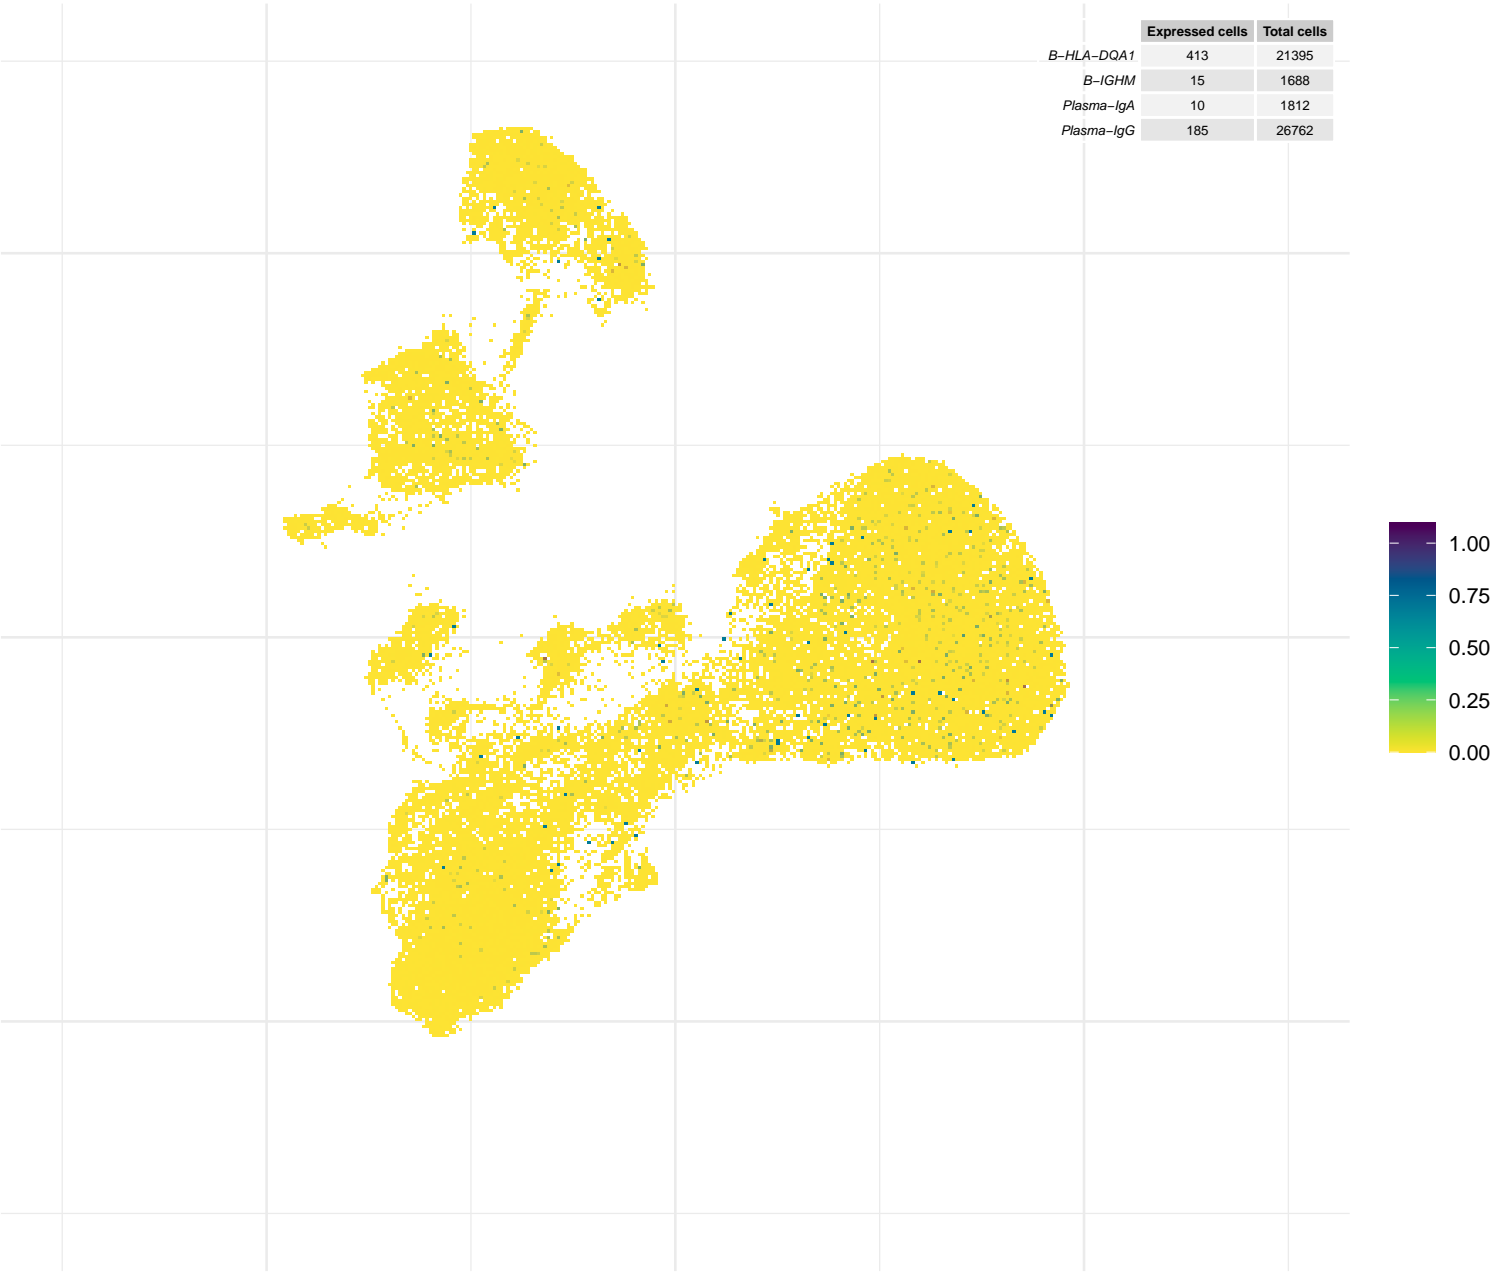 Expressed cells Total cells
B−HLA−DQA1 413 21395
B−IGHM 15 1688
Plasma−IgA 10 1812
Plasma−IgG 185 26762
1.00
0.75
0.50
0.25
0.00